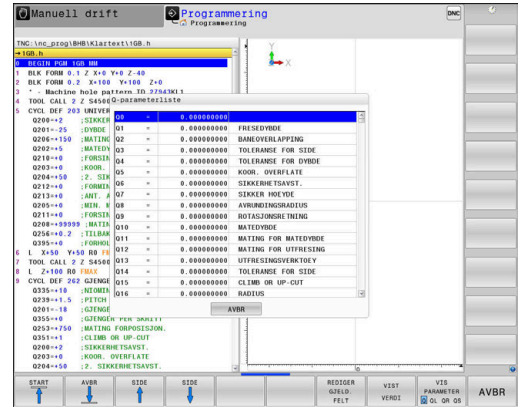 Manuell drift
Programmering
Programmering
DNC
TNC:\nc_prog\BHB\Klartext\1GB.h
→1GB.h
0 BEGIN PGM 1GB MM
1 BLK FORM 0.1 Z X+0 Y+0 Z-40
2 BLK FORM 0.2 X+100 Y+100 Z+0
3 * - Machine hole pattern ID 27943KL1
4 TOOL CALL 2 Z S4500
5 CYCL DEF 203 UNIVER
Q200=+2 ;SIKKER
Q201=-25 ;DYBDE
Q206=+150 ;MATING
Q202=+5 ;MATEDY
Q210=+0 ;FORSIN
Q203=+0 ;KOOR.
Q204=+50 ;2. SIK
Q212=+0 ;FORMIN
Q213=+0 ;ANT. A
Q205=+0 ;MIN. M
Q211=+0 ;FORSIN
Q208=+99999 ;MATIN
Q256=+0.2 ;TILBAK
Q395=+0 ;FORHOL
6 L X+50 Y+50 R0 FM
7 TOOL CALL 2 Z S4500
8 L Z+100 R0 FMAX
9 CYCL DEF 262 GJENGE
Q335=+10 ;NIOMIN
Q239=+1.5 ;PITCH
Q201=-18 ;GJENGE
Q355=+0 ;GJENGER PER SKRITT
Q253=+750 ;MATING FORPOSISJON.
Q351=+1 ;CLIMB OR UP-CUT
Q200=+2 ;SIKKERHETSAVST.
Q203=+0 ;KOOR. OVERFLATE
Q204=+50 ;2. SIKKERHETSAVST.
Q-parameterliste
Q0 = 0.000000000
Q1 = 0.000000000 FRESEDYBDE
Q2 = 0.000000000 BANEOVERLAPPING
Q3 = 0.000000000 TOLERANSE FOR SIDE
Q4 = 0.000000000 TOLERANSE FOR DYBDE
Q5 = 0.000000000 KOOR. OVERFLATE
Q6 = 0.000000000 SIKKERHETSAVST.
Q7 = 0.000000000 SIKKER HOEYDE
Q8 = 0.000000000 AVRUNDINGSRADIUS
Q9 = 0.000000000 ROTASJONSRETNING
Q10 = 0.000000000 MATEDYBDE
Q11 = 0.000000000 MATING FOR MATEDYBDE
Q12 = 0.000000000 MATING FOR UTFRESING
Q13 = 0.000000000 UTFRESINGSVERKTOEY
Q14 = 0.000000000 TOLERANSE FOR SIDE
Q15 = 0.000000000 CLIMB OR UP-CUT
Q16 = 0.000000000 RADIUS
AVBR
Y
X
0
START
AVBR
SIDE
SIDE
REDIGER GJELD. FELT
VIST VERDI
VIS PARAMETER Q QL QR QS
AVBR